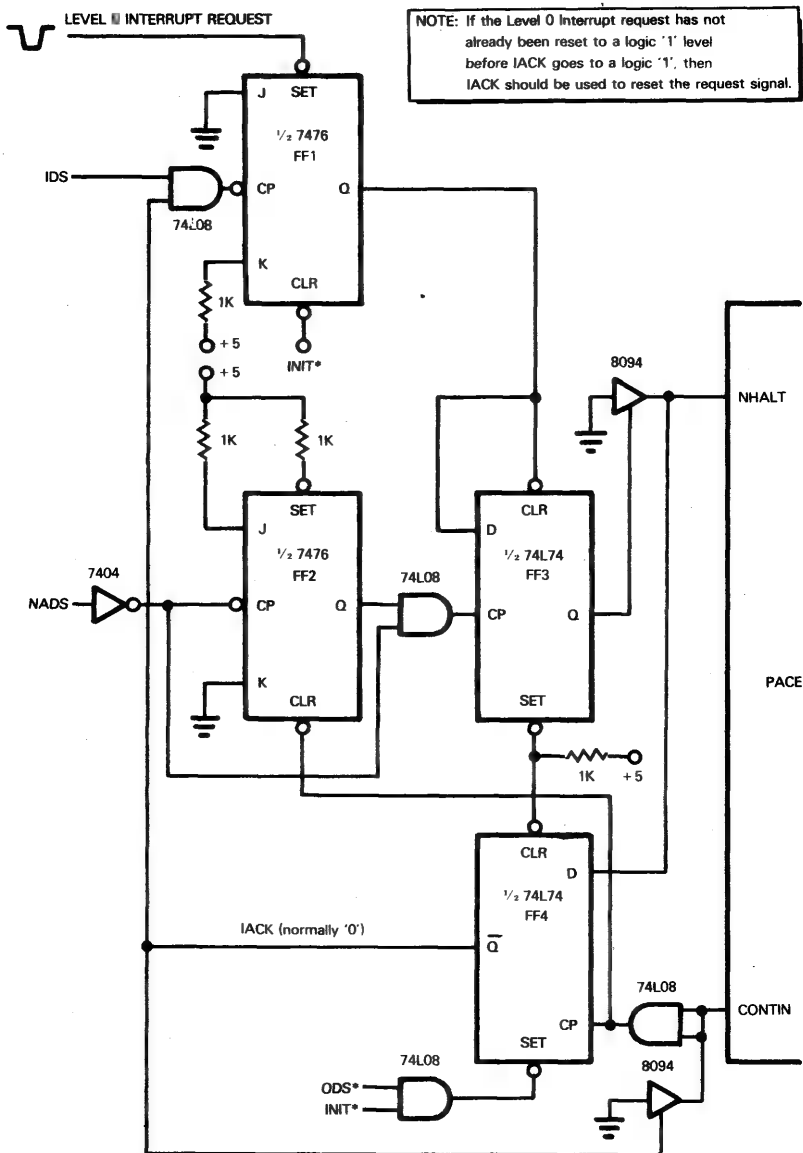 LEVEL INTERRUPT REQUEST
NOTE: If the Level 0 Interrupt request has not
already been reset to a logic '1' level
before IACK goes to a logic '1', then
IACK should be used to reset the request signal.
J
SET
1/2 7476
FF1
IDS
CP
Q
74L08
K
CLR
1K
+5
+5
INIT*
8094
NHALT
1K
1K
SET
J
1/2 7476
FF2
CLR
D
1/2 74L74
FF3
7404
74L08
NADS
CP
Q
CP
Q
K
CLR
SET
PACE
1K
+5
CLR
D
1/2 74L74
FF4
IACK (normally '0')
Q̅
74L08
CP
CONTIN
SET
74L08
8094
ODS*
INIT*